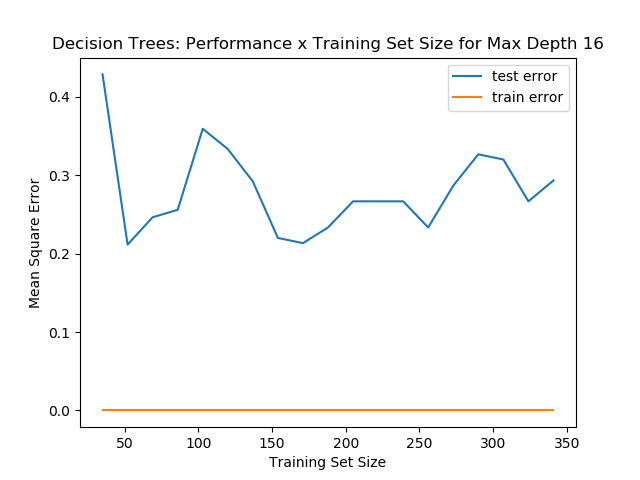 Decision Trees: Performance x Training Set Size for Max Depth 16
test error
train error
0.4
0.3
0.2
0.1
0.0
Mean Square Error
50
100
150
200
250
300
350
Training Set Size